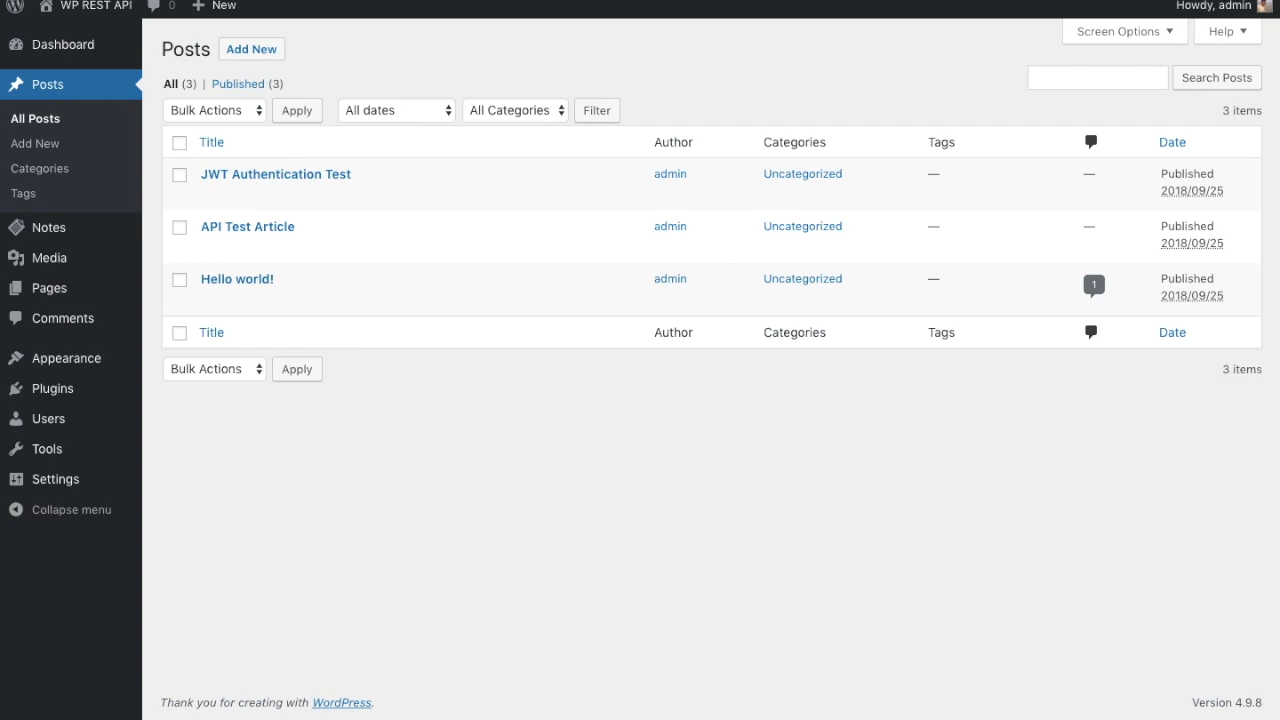 WP REST API 0 New Howdy, admin
Dashboard
Posts
All Posts
Add New
Categories
Tags
Notes
Media
Pages
Comments
Appearance
Plugins
Users
Tools
Settings
Collapse menu
Screen Options Help
Posts Add New
All (3) | Published (3)
Search Posts
Bulk Actions Apply All dates All Categories Filter 3 items
Title Author Categories Tags Date
JWT Authentication Test admin Uncategorized — — Published
2018/09/25
API Test Article admin Uncategorized — — Published
2018/09/25
Hello world! admin Uncategorized — 1 Published
2018/09/25
Title Author Categories Tags Date
Bulk Actions Apply 3 items
Thank you for creating with WordPress. Version 4.9.8